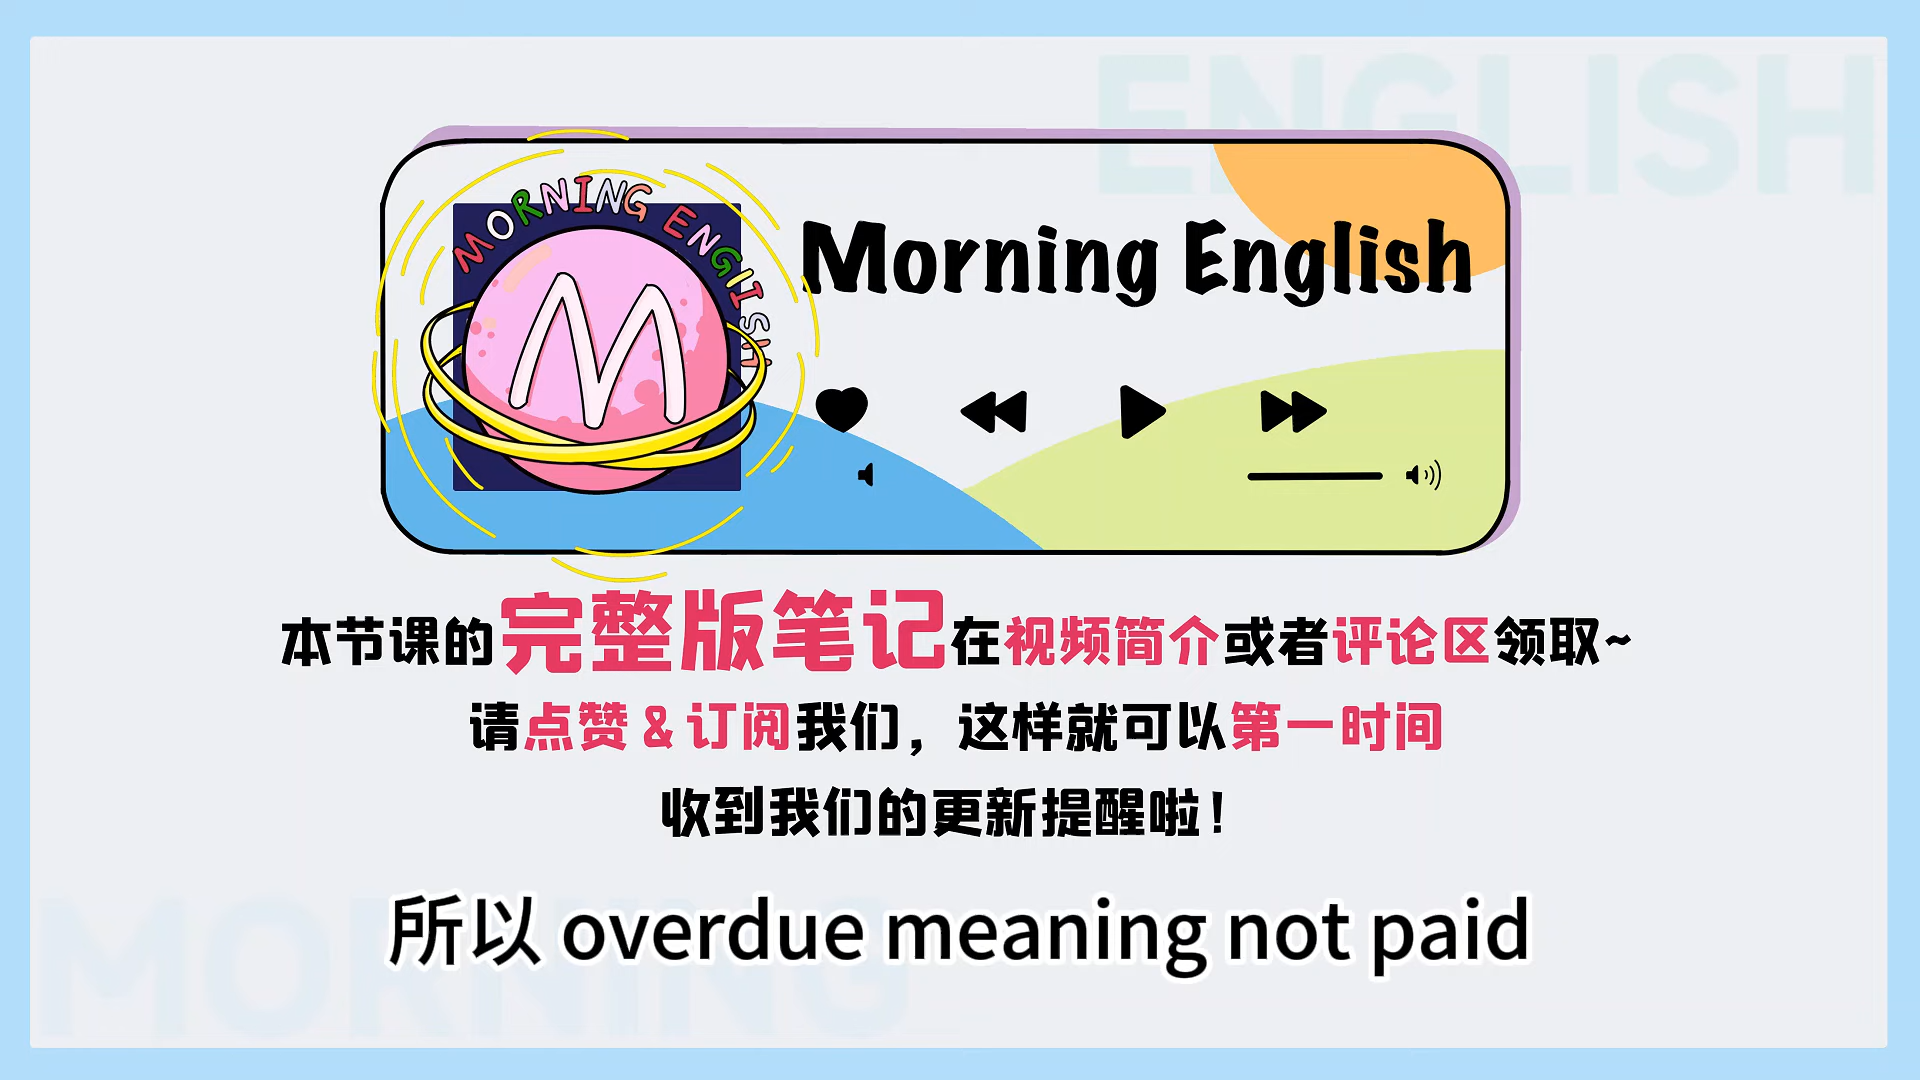 ENGLISH
MORNING ENGLISH
M
Morning English
本节课的完整版笔记在视频简介或者评论区领取~
请点赞&订阅我们，这样就可以第一时间
收到我们的更新提醒啦！
MORNING
所以 overdue meaning not paid